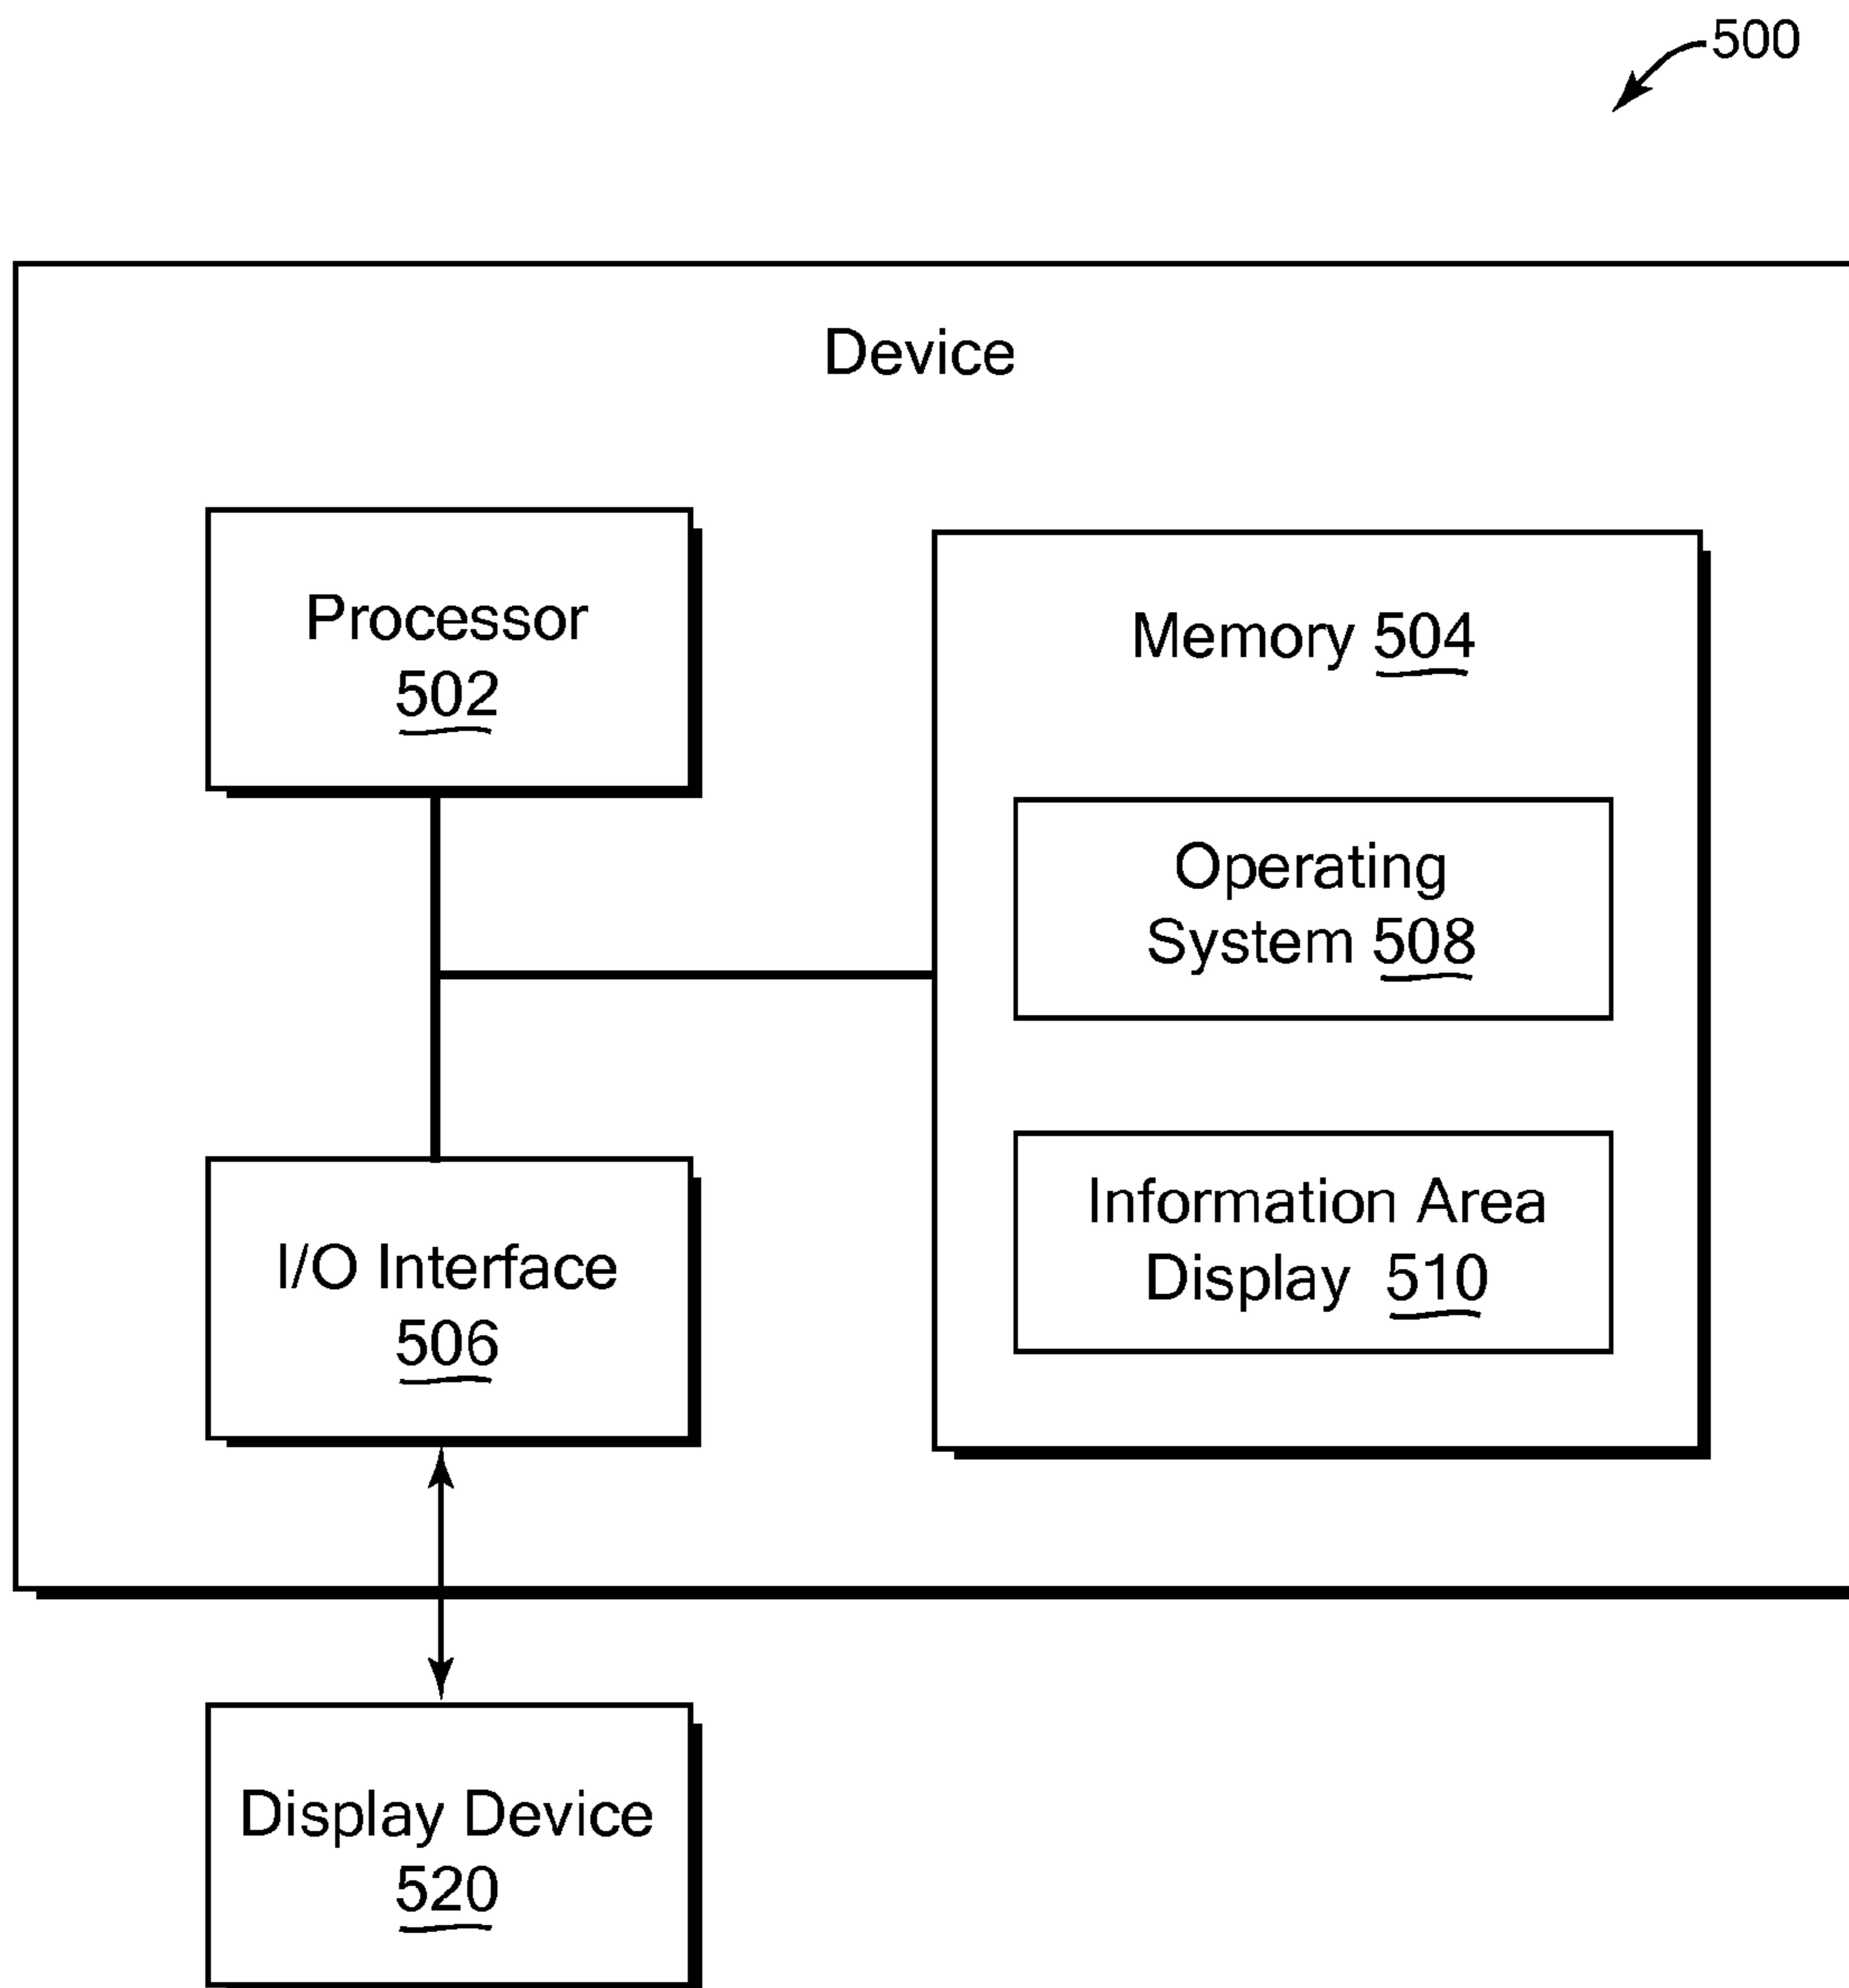 500
Device
Processor
502
Memory 504
Operating
System 508
I/O Interface
506
Information Area
Display 510
Display Device
520